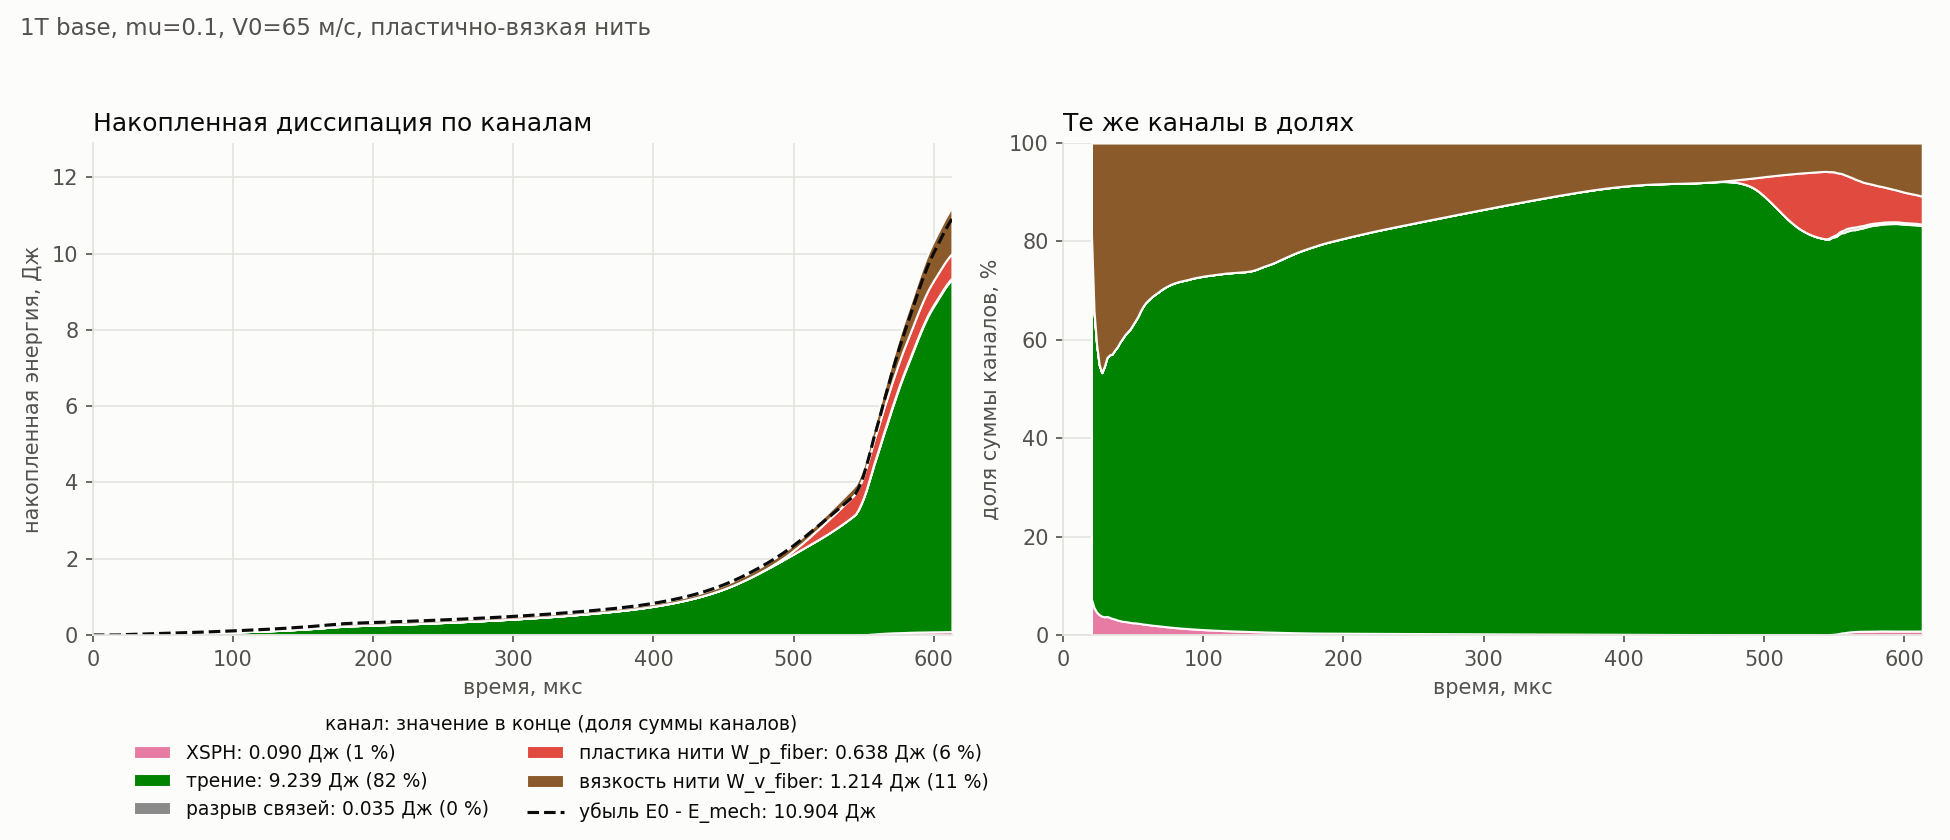 1T base, mu=0.1, V0=65 м/с, пластично-вязкая нить
Накопленная диссипация по каналам
накопленная энергия, Дж
12
10
8
6
4
2
0
0 100 200 300 400 500 600
время, мкс
Те же каналы в долях
доля суммы каналов, %
100
80
60
40
20
0
0 100 200 300 400 500 600
время, мкс
канал: значение в конце (доля суммы каналов)
XSPH: 0.090 Дж (1 %)
трение: 9.239 Дж (82 %)
разрыв связей: 0.035 Дж (0 %)
пластика нити W_p_fiber: 0.638 Дж (6 %)
вязкость нити W_v_fiber: 1.214 Дж (11 %)
убыль E0 - E_mech: 10.904 Дж